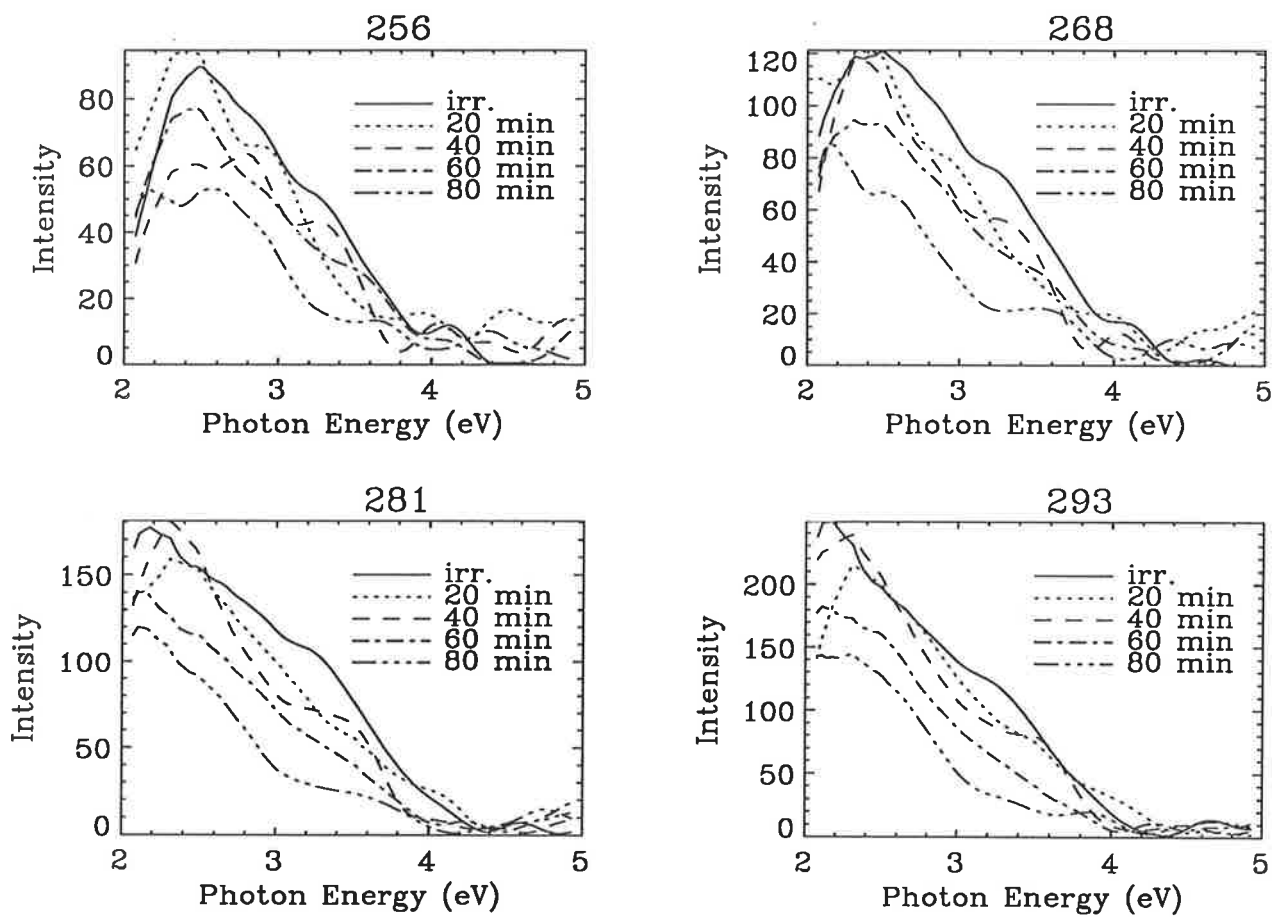 256
80
60
40
20
0
Intensity
irr.
20 min
40 min
60 min
80 min
2 3 4 5
Photon Energy (eV)
268
120
100
80
60
40
20
0
Intensity
irr.
20 min
40 min
60 min
80 min
2 3 4 5
Photon Energy (eV)
281
150
100
50
0
Intensity
irr.
20 min
40 min
60 min
80 min
2 3 4 5
Photon Energy (eV)
293
200
150
100
50
0
Intensity
irr.
20 min
40 min
60 min
80 min
2 3 4 5
Photon Energy (eV)